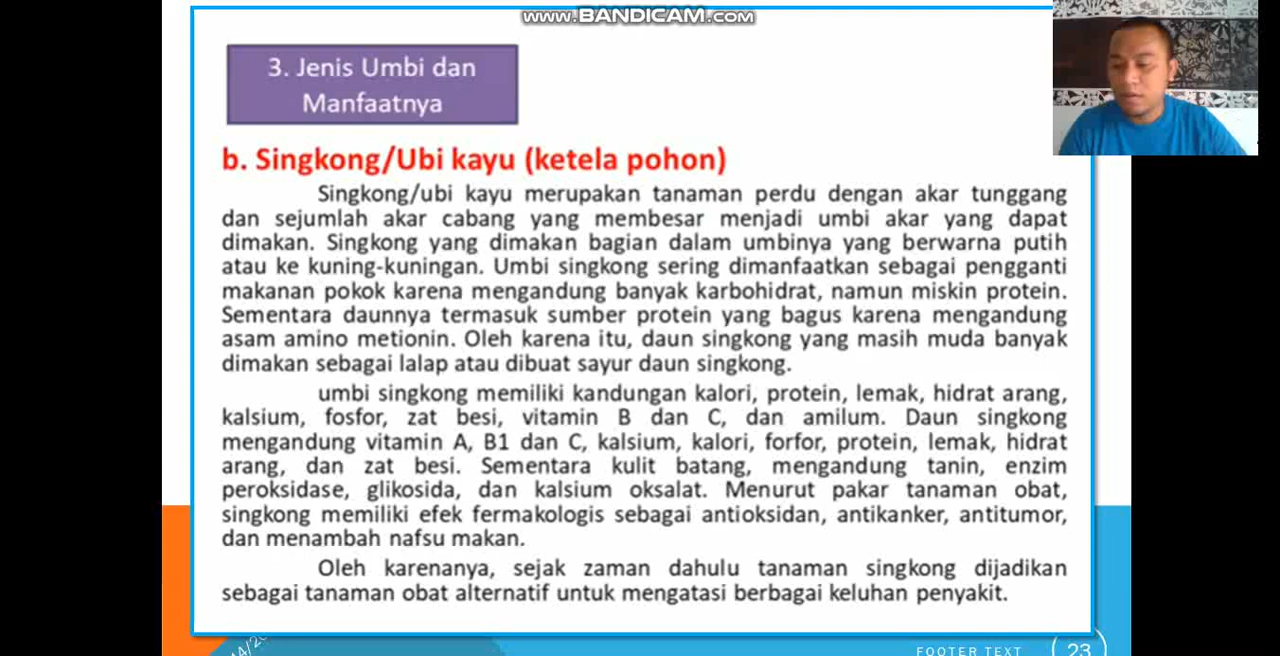 www.BANDICAM.com
3. Jenis Umbi dan
Manfaatnya
b. Singkong/Ubi kayu (ketela pohon)
Singkong/ubi kayu merupakan tanaman perdu dengan akar tunggang
dan sejumlah akar cabang yang membesar menjadi umbi akar yang dapat
dimakan. Singkong yang dimakan bagian dalam umbinya yang berwarna putih
atau ke kuning-kuningan. Umbi singkong sering dimanfaatkan sebagai pengganti
makanan pokok karena mengandung banyak karbohidrat, namun miskin protein.
Sementara daunnya termasuk sumber protein yang bagus karena mengandung
asam amino metionin. Oleh karena itu, daun singkong yang masih muda banyak
dimakan sebagai lalap atau dibuat sayur daun singkong.
umbi singkong memiliki kandungan kalori, protein, lemak, hidrat arang,
kalsium, fosfor, zat besi, vitamin B dan C, dan amilum. Daun singkong
mengandung vitamin A, B1 dan C, kalsium, kalori, forfor, protein, lemak, hidrat
arang, dan zat besi. Sementara kulit batang, mengandung tanin, enzim
peroksidase, glikosida, dan kalsium oksalat. Menurut pakar tanaman obat,
singkong memiliki efek fermakologis sebagai antioksidan, antikanker, antitumor,
dan menambah nafsu makan.
Oleh karenanya, sejak zaman dahulu tanaman singkong dijadikan
sebagai tanaman obat alternatif untuk mengatasi berbagai keluhan penyakit.
FOOTER TEXT
23